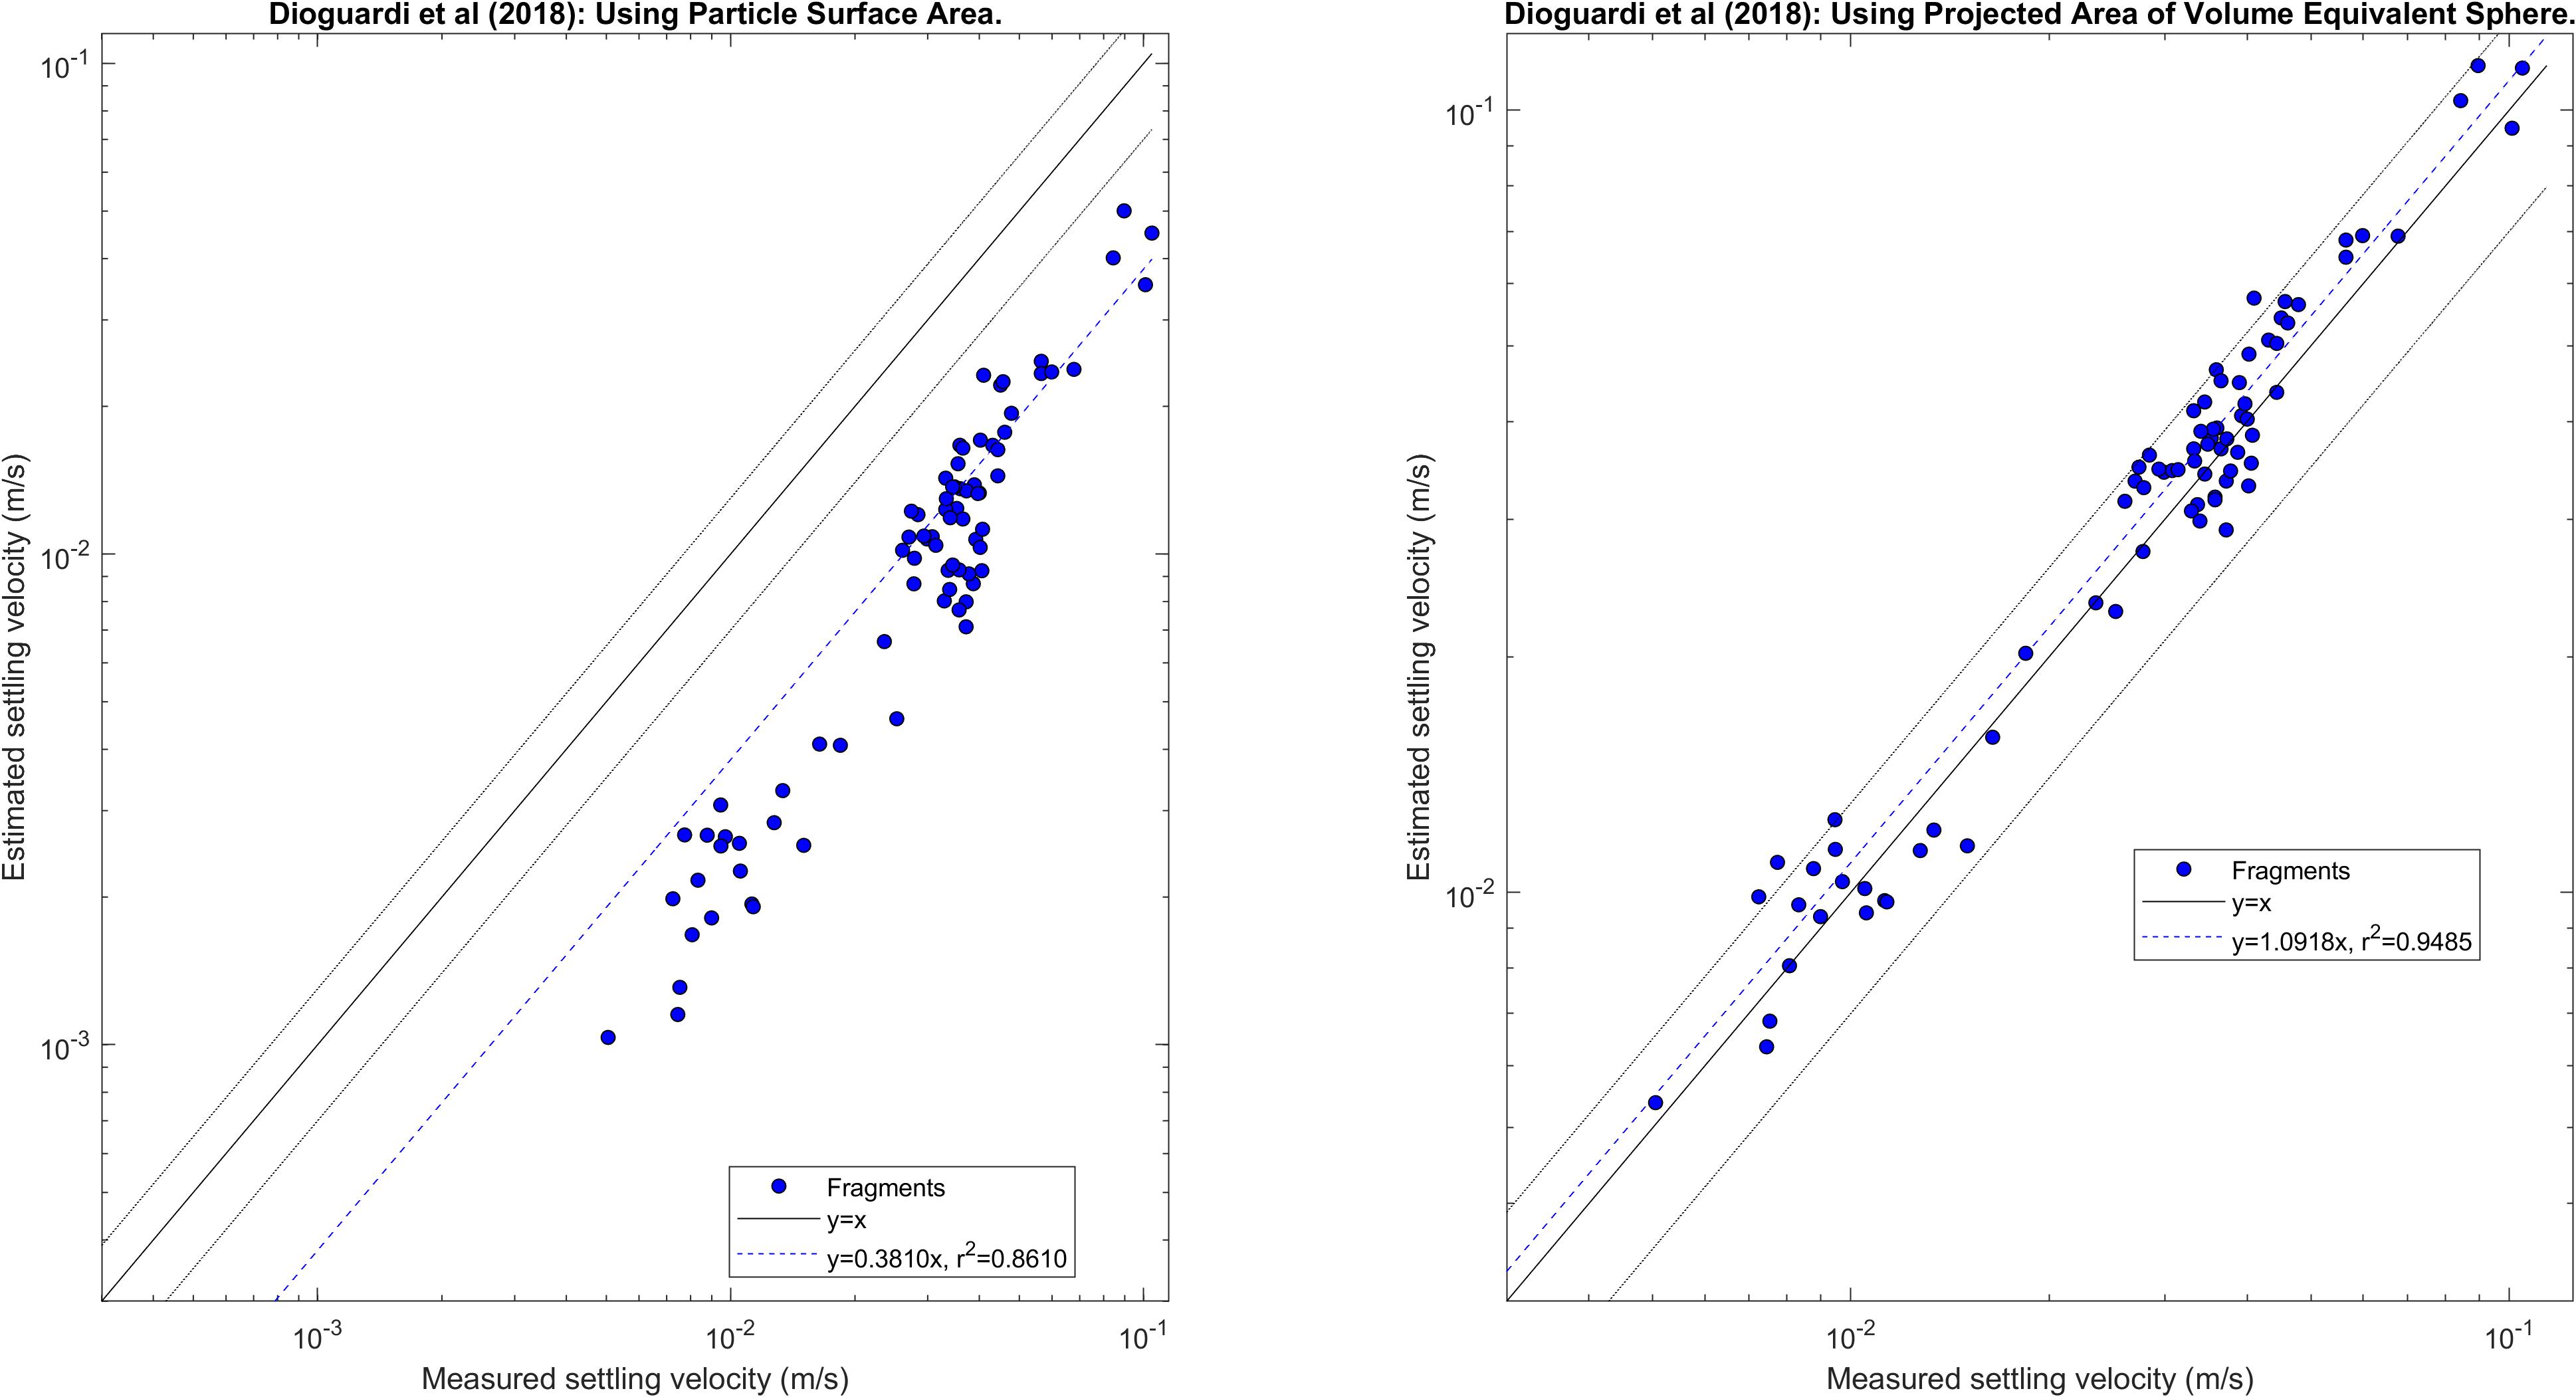 Dioguardi et al (2018): Using Particle Surface Area.
Estimated settling velocity (m/s)
10⁻¹
10⁻²
10⁻³
Fragments
y=x
y=0.3810x, r²=0.8610
10⁻³ 10⁻² 10⁻¹
Measured settling velocity (m/s)
Dioguardi et al (2018): Using Projected Area of Volume Equivalent Sphere.
Estimated settling velocity (m/s)
10⁻¹
10⁻²
Fragments
y=x
y=1.0918x, r²=0.9485
10⁻² 10⁻¹
Measured settling velocity (m/s)